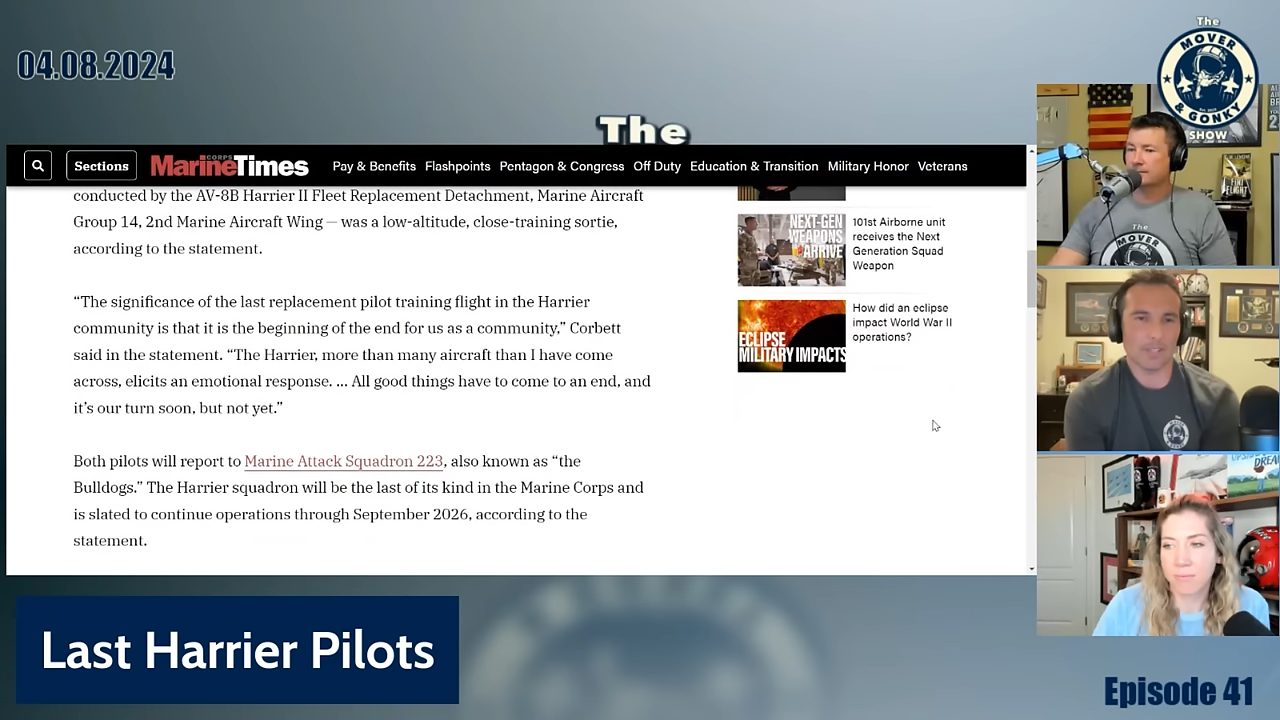 04.08.2024
The
MOVER
& GONKY
SHOW
The
Sections
CORPS
MarineTimes
Pay & Benefits
Flashpoints
Pentagon & Congress
Off Duty
Education & Transition
Military Honor
Veterans
conducted by the AV-8B Harrier II Fleet Replacement Detachment, Marine Aircraft
Group 14, 2nd Marine Aircraft Wing — was a low-altitude, close-training sortie,
according to the statement.
“The significance of the last replacement pilot training flight in the Harrier
community is that it is the beginning of the end for us as a community,” Corbett
said in the statement. “The Harrier, more than many aircraft than I have come
across, elicits an emotional response. ... All good things have to come to an end, and
it’s our turn soon, but not yet.”
Both pilots will report to Marine Attack Squadron 223, also known as “the
Bulldogs.” The Harrier squadron will be the last of its kind in the Marine Corps and
is slated to continue operations through September 2026, according to the
statement.
NEXT-GEN
WEAPONS
ARRIVE
101st Airborne unit
receives the Next
Generation Squad
Weapon
ECLIPSE
MILITARY IMPACTS
How did an eclipse
impact World War II
operations?
The
MOVER
Last Harrier Pilots
Episode 41